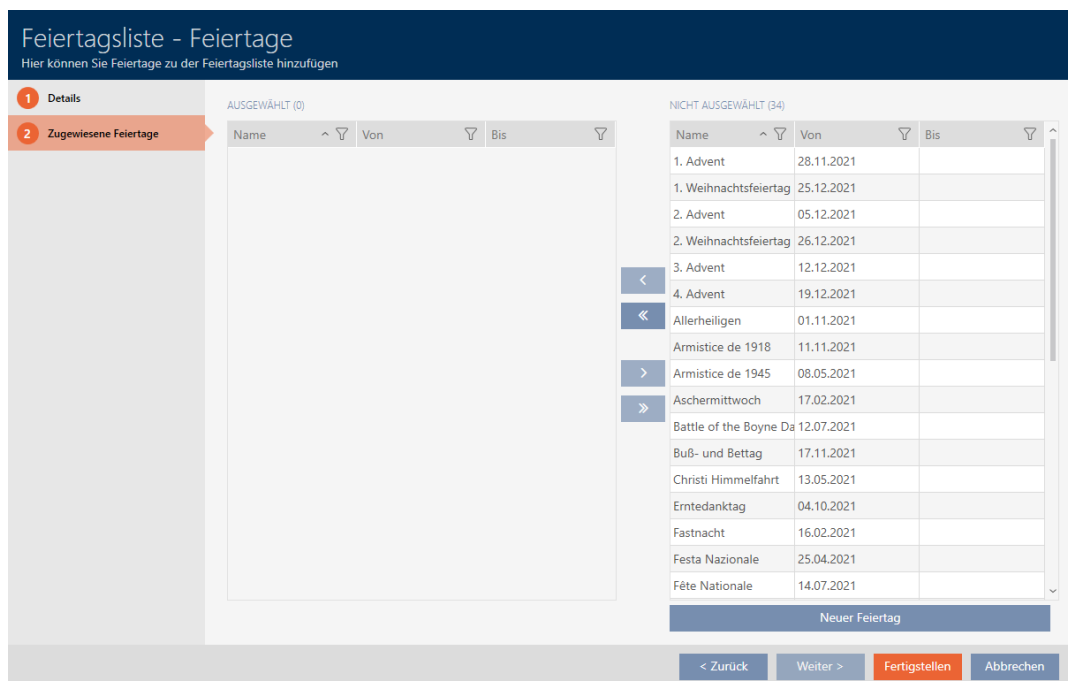 Feiertagsliste - Feiertage
Hier können Sie Feiertage zu der Feiertagsliste hinzufügen
1 Details
2 Zugewiesene Feiertage
AUSGEWÄHLT (0)
Name Von Bis
NICHT AUSGEWÄHLT (34)
Name Von Bis
1. Advent 28.11.2021
1. Weihnachtsfeiertag 25.12.2021
2. Advent 05.12.2021
2. Weihnachtsfeiertag 26.12.2021
3. Advent 12.12.2021
4. Advent 19.12.2021
Allerheiligen 01.11.2021
Armistice de 1918 11.11.2021
Armistice de 1945 08.05.2021
Aschermittwoch 17.02.2021
Battle of the Boyne Da 12.07.2021
Buß- und Bettag 17.11.2021
Christi Himmelfahrt 13.05.2021
Erntedanktag 04.10.2021
Fastnacht 16.02.2021
Festa Nazionale 25.04.2021
Fête Nationale 14.07.2021
Neuer Feiertag
< Zurück Weiter > Fertigstellen Abbrechen